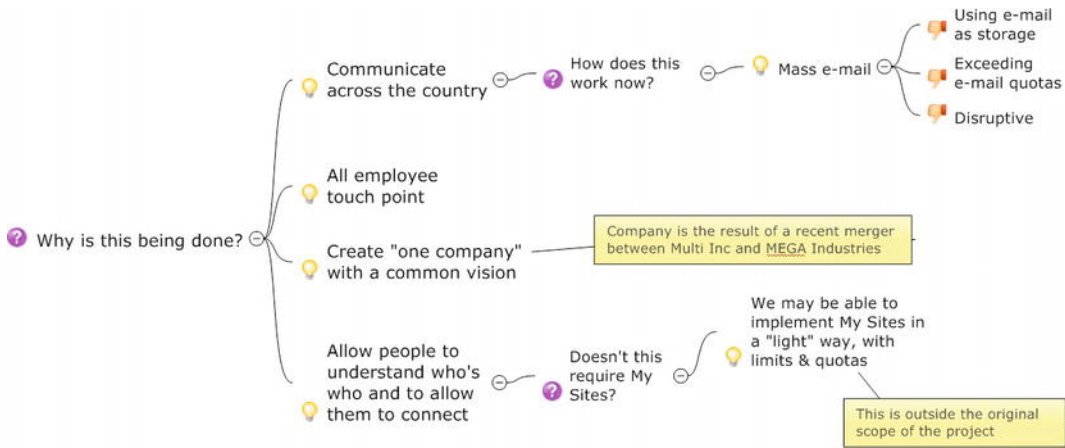 Why is this being done?
Communicate
across the country
How does this
work now?
Mass e-mail
Using e-mail
as storage
Exceeding
e-mail quotas
Disruptive
All employee
touch point
Create "one company"
with a common vision
Company is the result of a recent merger
between Multi Inc and MEGA Industries
Allow people to
understand who's
who and to allow
them to connect
Doesn't this
require My
Sites?
We may be able to
implement My Sites in
a "light" way, with
limits & quotas
This is outside the original
scope of the project